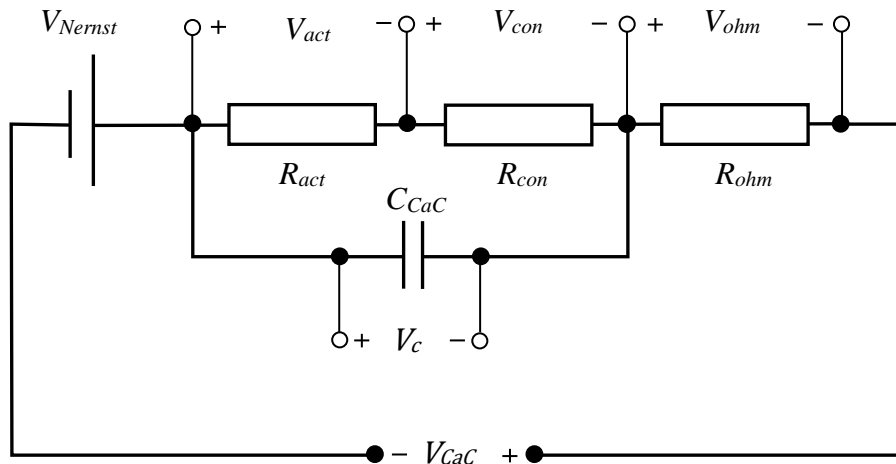 V_Nernst + V_act − + V_con − + V_ohm −
R_act R_con R_ohm
C_CaC
+ V_c −
− V_CaC +